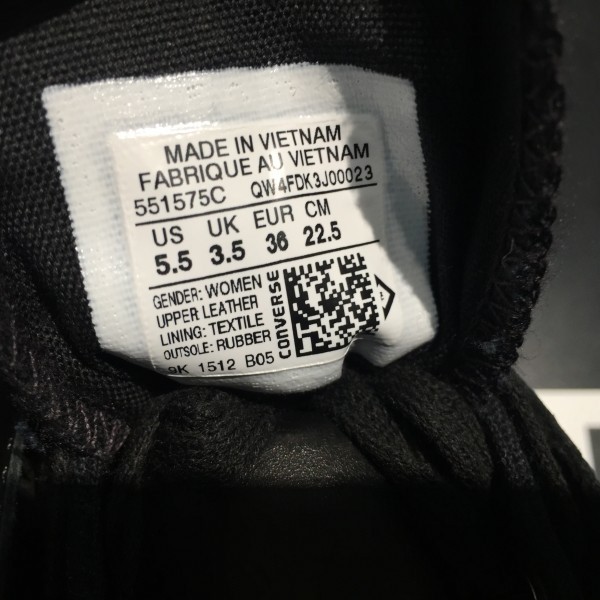 MADE IN VIETNAM
FABRIQUE AU VIETNAM
551575C QW4FDK3J00023
US UK EUR CM
5.5 3.5 36 22.5
GENDER: WOMEN
UPPER LEATHER
LINING: TEXTILE
OUTSOLE: RUBBER
1512 B05
CONVERSE